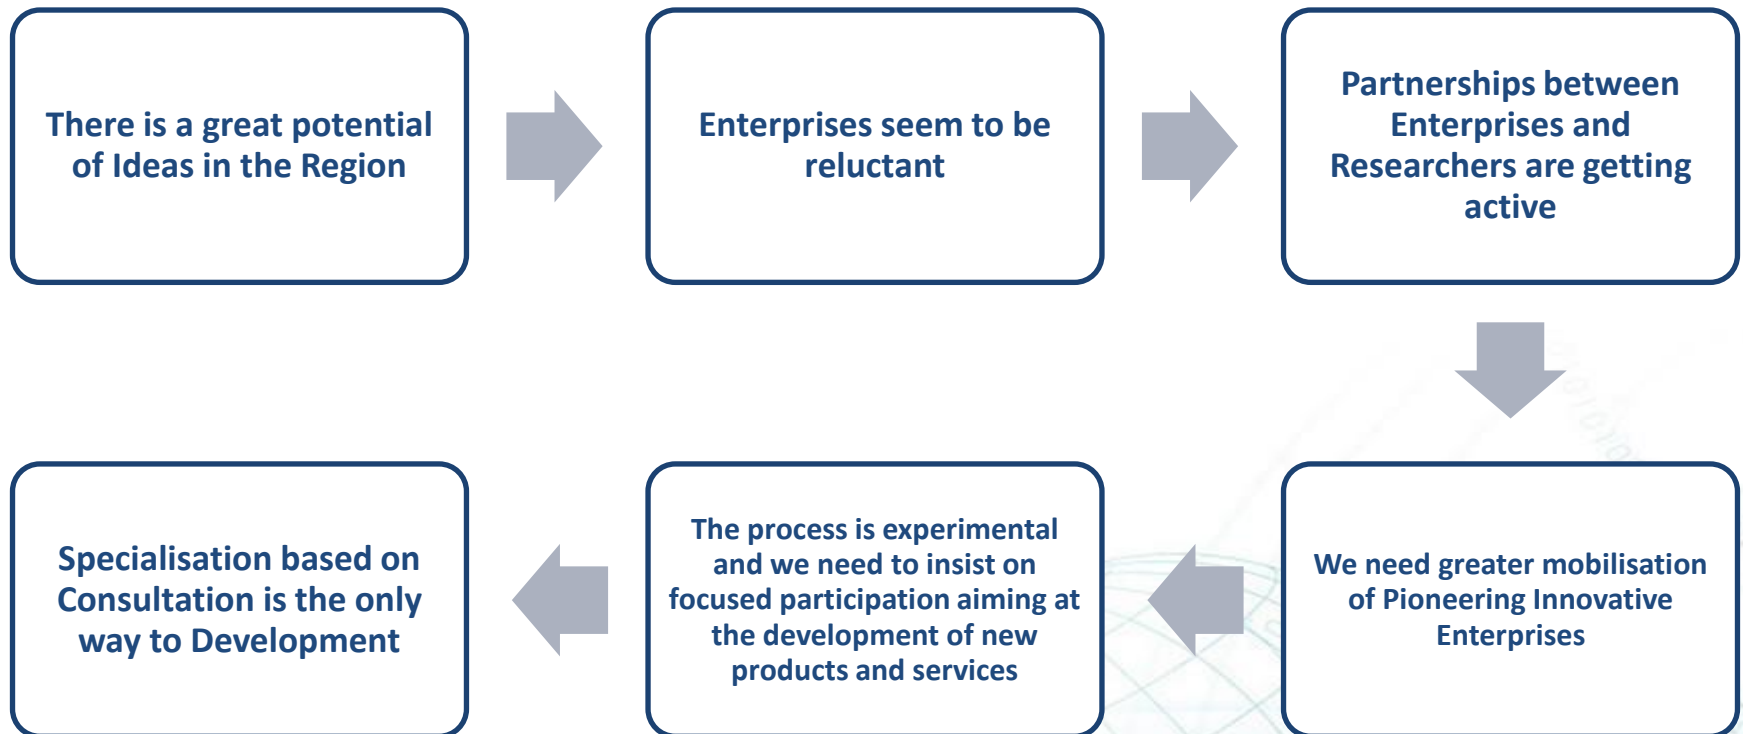 There is a great potential
of Ideas in the Region
Enterprises seem to be
reluctant
Partnerships between
Enterprises and
Researchers are getting
active
We need greater mobilisation
of Pioneering Innovative
Enterprises
The process is experimental
and we need to insist on
focused participation aiming at
the development of new
products and services
Specialisation based on
Consultation is the only
way to Development